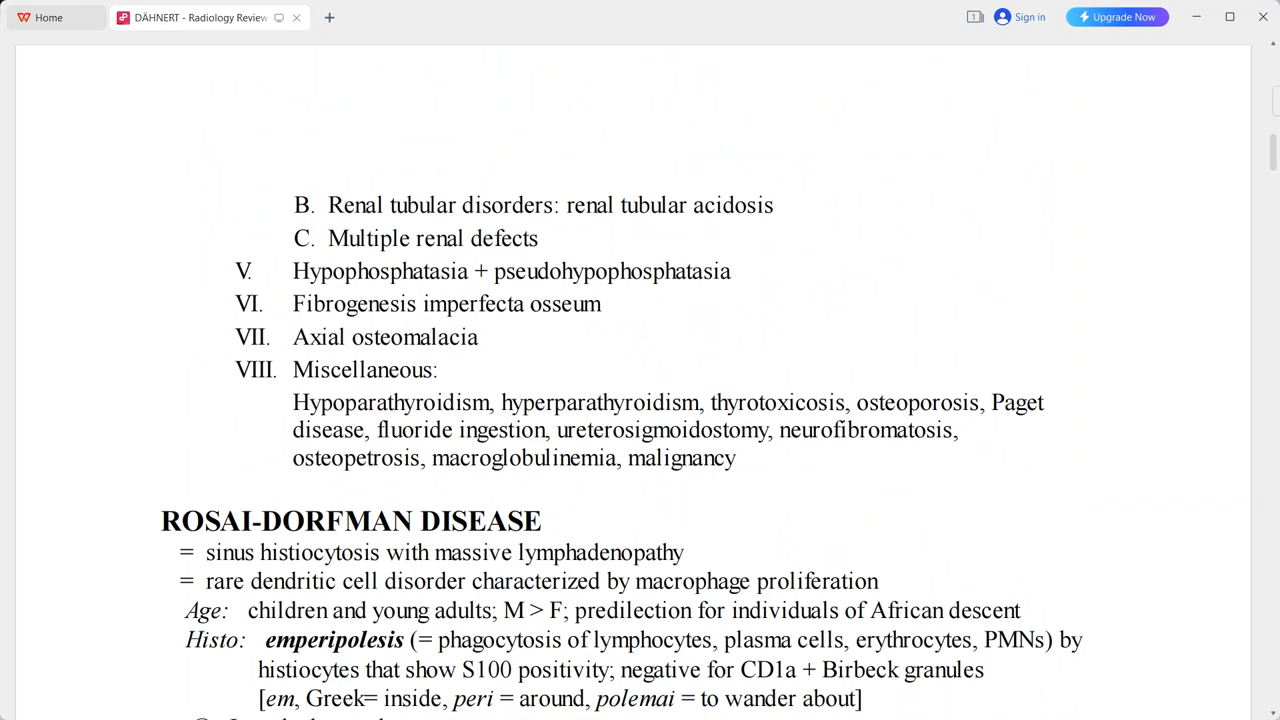 Home
DÄHNERT - Radiology Review
Sign in
Upgrade Now
B. Renal tubular disorders: renal tubular acidosis
C. Multiple renal defects
V. Hypophosphatasia + pseudohypophosphatasia
VI. Fibrogenesis imperfecta osseum
VII. Axial osteomalacia
VIII. Miscellaneous:
Hypoparathyroidism, hyperparathyroidism, thyrotoxicosis, osteoporosis, Paget
disease, fluoride ingestion, ureterosigmoidostomy, neurofibromatosis,
osteopetrosis, macroglobulinemia, malignancy
ROSAI-DORFMAN DISEASE
= sinus histiocytosis with massive lymphadenopathy
= rare dendritic cell disorder characterized by macrophage proliferation
Age: children and young adults; M > F; predilection for individuals of African descent
Histo: emperipolesis (= phagocytosis of lymphocytes, plasma cells, erythrocytes, PMNs) by
histiocytes that show S100 positivity; negative for CD1a + Birbeck granules
[em, Greek= inside, peri = around, polemai = to wander about]